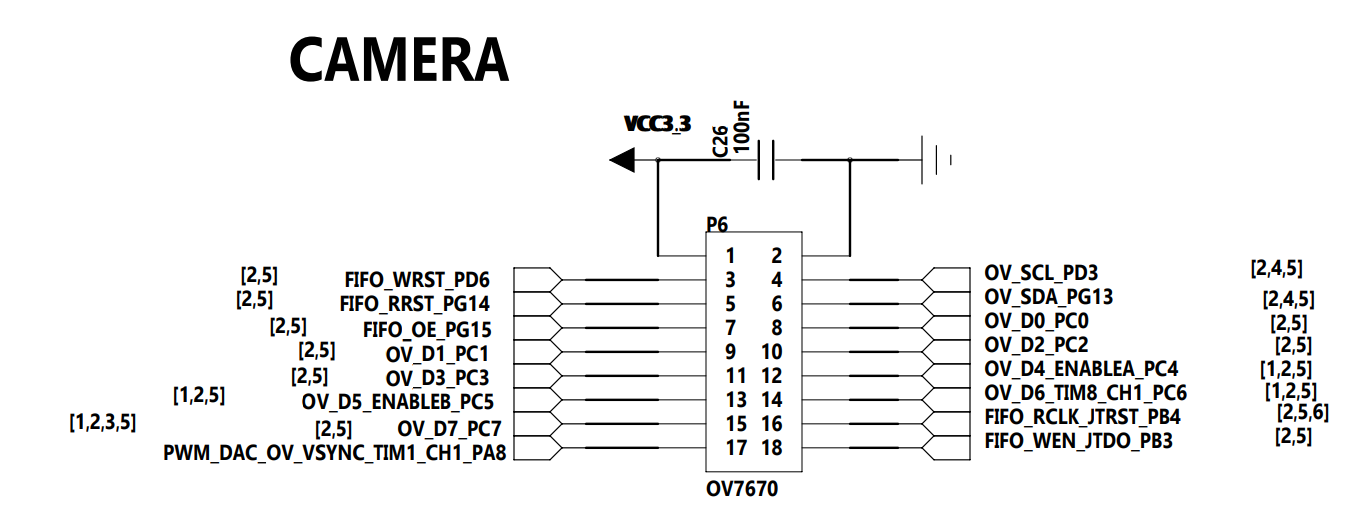 CAMERA
VCC3.3
C26
100nF
P6
1 2
[2,5] FIFO_WRST_PD6 3 4 OV_SCL_PD3 [2,4,5]
[2,5] FIFO_RRST_PG14 5 6 OV_SDA_PG13 [2,4,5]
[2,5] FIFO_OE_PG15 7 8 OV_D0_PC0 [2,5]
[2,5] OV_D1_PC1 9 10 OV_D2_PC2 [2,5]
[2,5] OV_D3_PC3 11 12 OV_D4_ENABLEA_PC4 [1,2,5]
[1,2,5] OV_D5_ENABLEB_PC5 13 14 OV_D6_TIM8_CH1_PC6 [1,2,5]
[2,5] OV_D7_PC7 15 16 FIFO_RCLK_JTRST_PB4 [2,5,6]
[1,2,3,5] PWM_DAC_OV_VSYNC_TIM1_CH1_PA8 17 18 FIFO_WEN_JTDO_PB3 [2,5]
OV7670